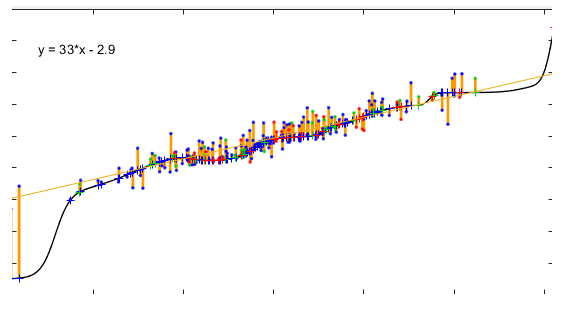 y = 33*x - 2.9